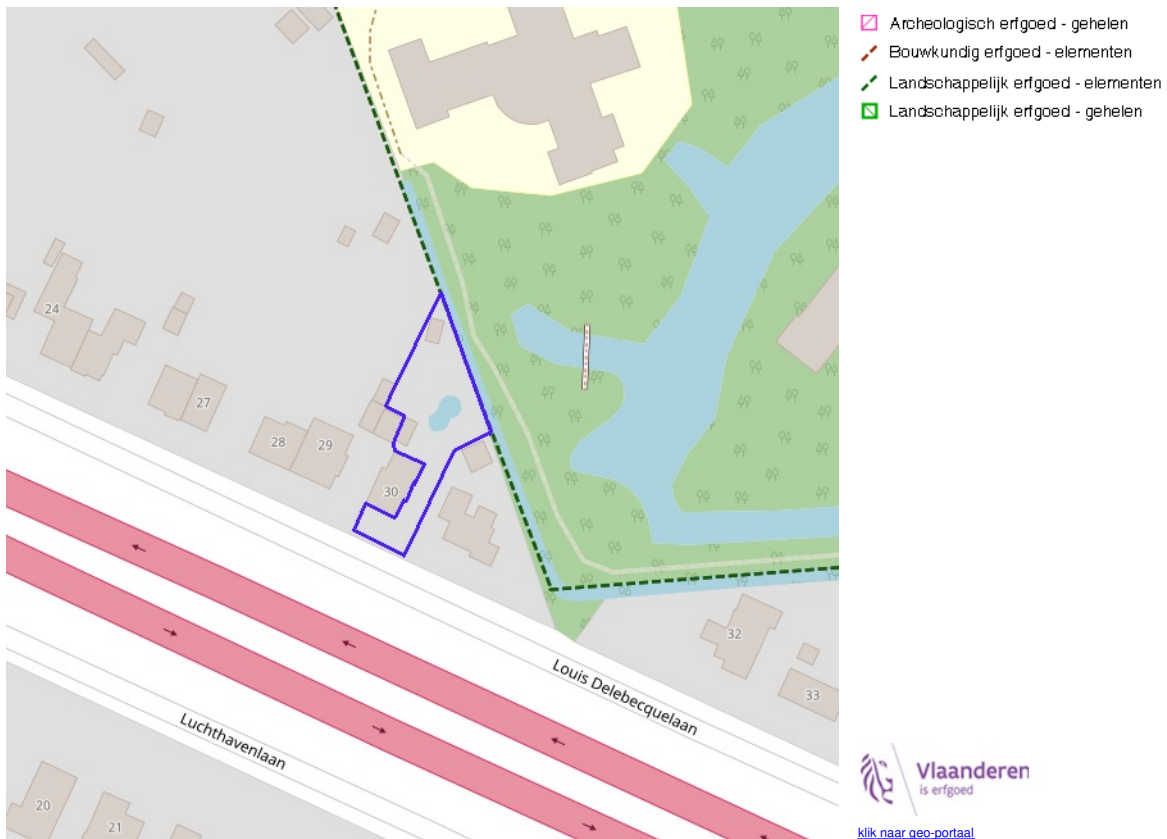 Archeologisch erfgoed - gehelen
Bouwkundig erfgoed - elementen
Landschappelijk erfgoed - elementen
Landschappelijk erfgoed - gehelen
24
27
28
29
30
32
33
Louis Delebecquelaan
Luchthavenlaan
20
21
Vlaanderen
is erfgoed
klik naar geo-portaal